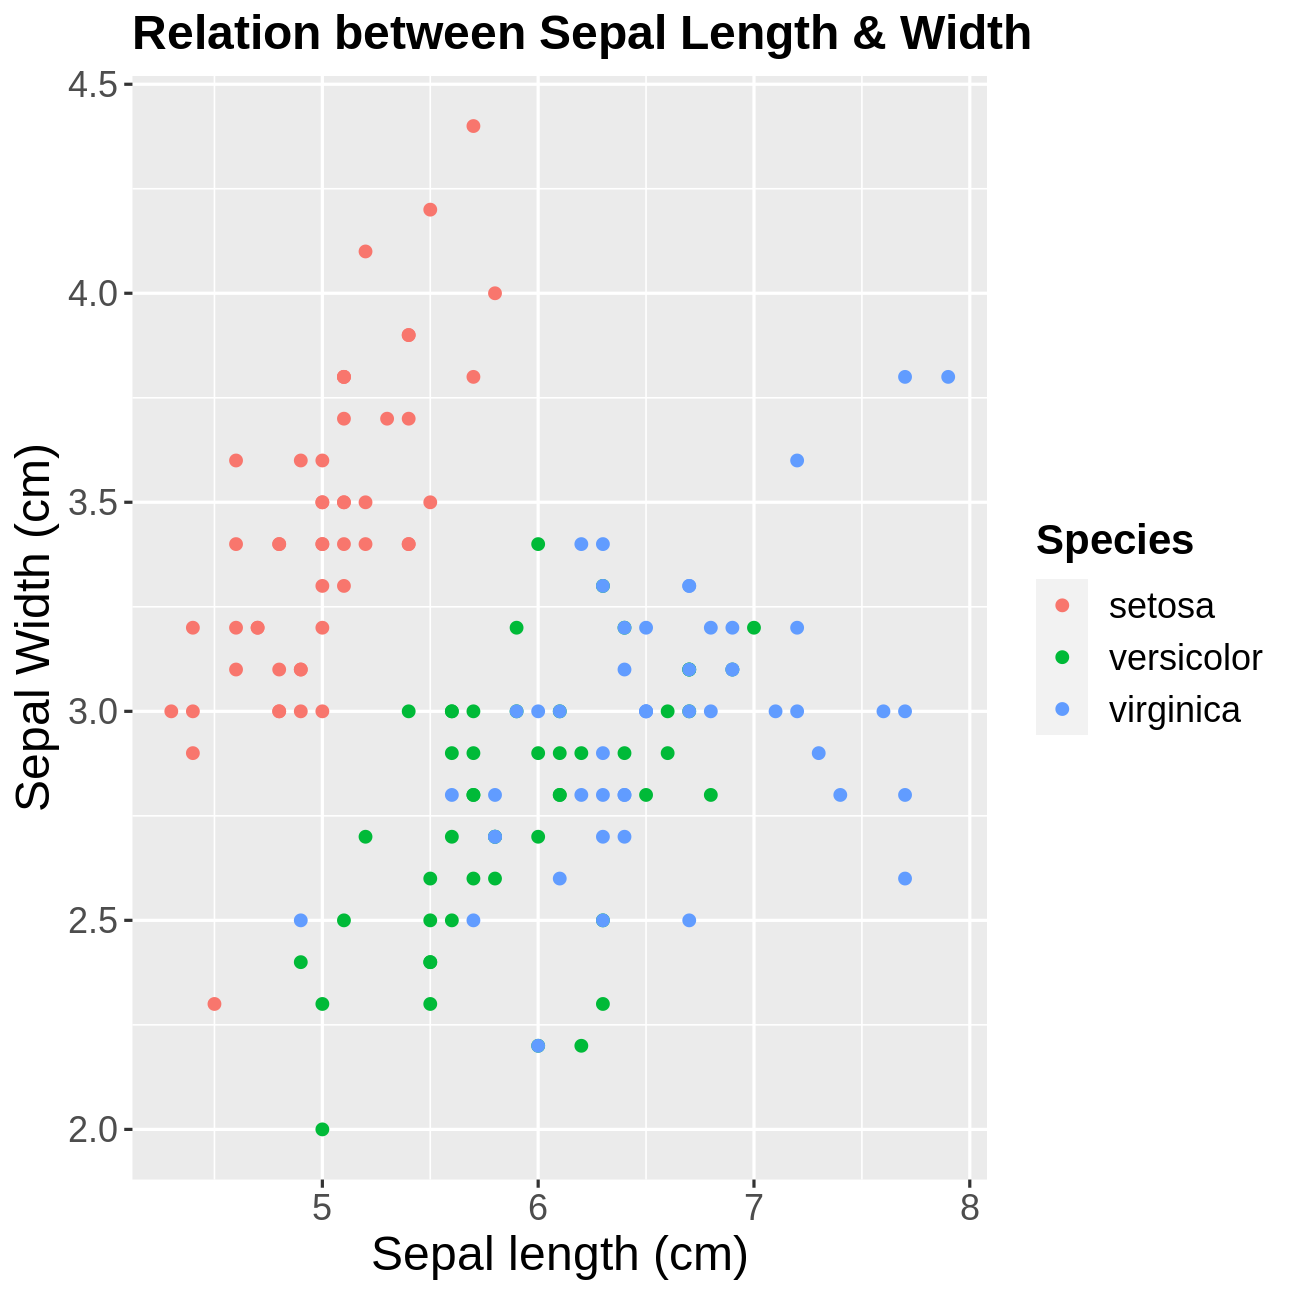 Relation between Sepal Length & Width
4.5
4.0
3.5
3.0
2.5
2.0
Sepal Width (cm)
5 6 7 8
Sepal length (cm)
Species
setosa
versicolor
virginica